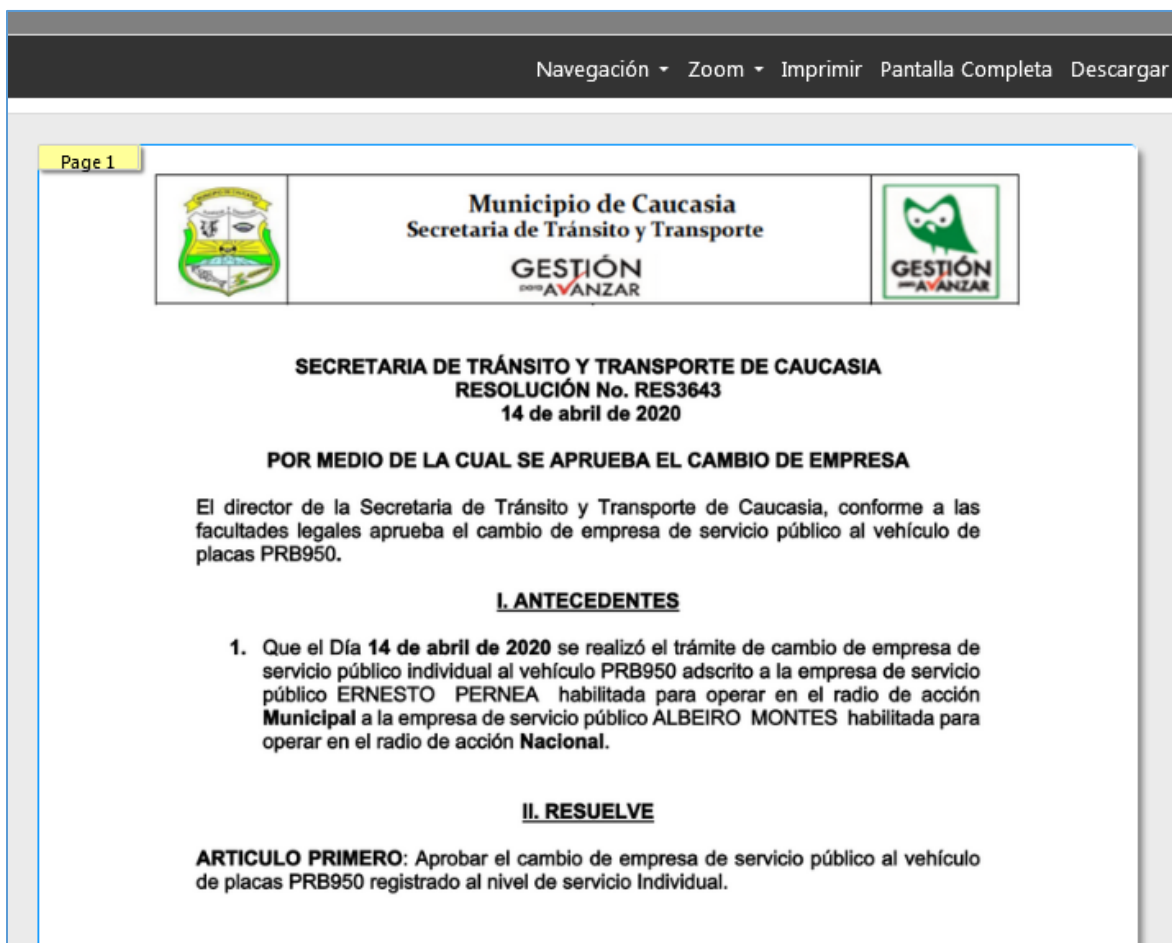 Navegación Zoom Imprimir Pantalla Completa Descargar
Page 1
Municipio de Caucasia
Secretaria de Tránsito y Transporte
GESTIÓN
para AVANZAR
GESTIÓN
para AVANZAR
SECRETARIA DE TRÁNSITO Y TRANSPORTE DE CAUCASIA
RESOLUCIÓN No. RES3643
14 de abril de 2020
POR MEDIO DE LA CUAL SE APRUEBA EL CAMBIO DE EMPRESA
El director de la Secretaria de Tránsito y Transporte de Caucasia, conforme a las
facultades legales aprueba el cambio de empresa de servicio público al vehículo de
placas PRB950.
I. ANTECEDENTES
1. Que el Día 14 de abril de 2020 se realizó el trámite de cambio de empresa de
servicio público individual al vehículo PRB950 adscrito a la empresa de servicio
público ERNESTO PERNEA habilitada para operar en el radio de acción
Municipal a la empresa de servicio público ALBEIRO MONTES habilitada para
operar en el radio de acción Nacional.
II. RESUELVE
ARTICULO PRIMERO: Aprobar el cambio de empresa de servicio público al vehículo
de placas PRB950 registrado al nivel de servicio Individual.